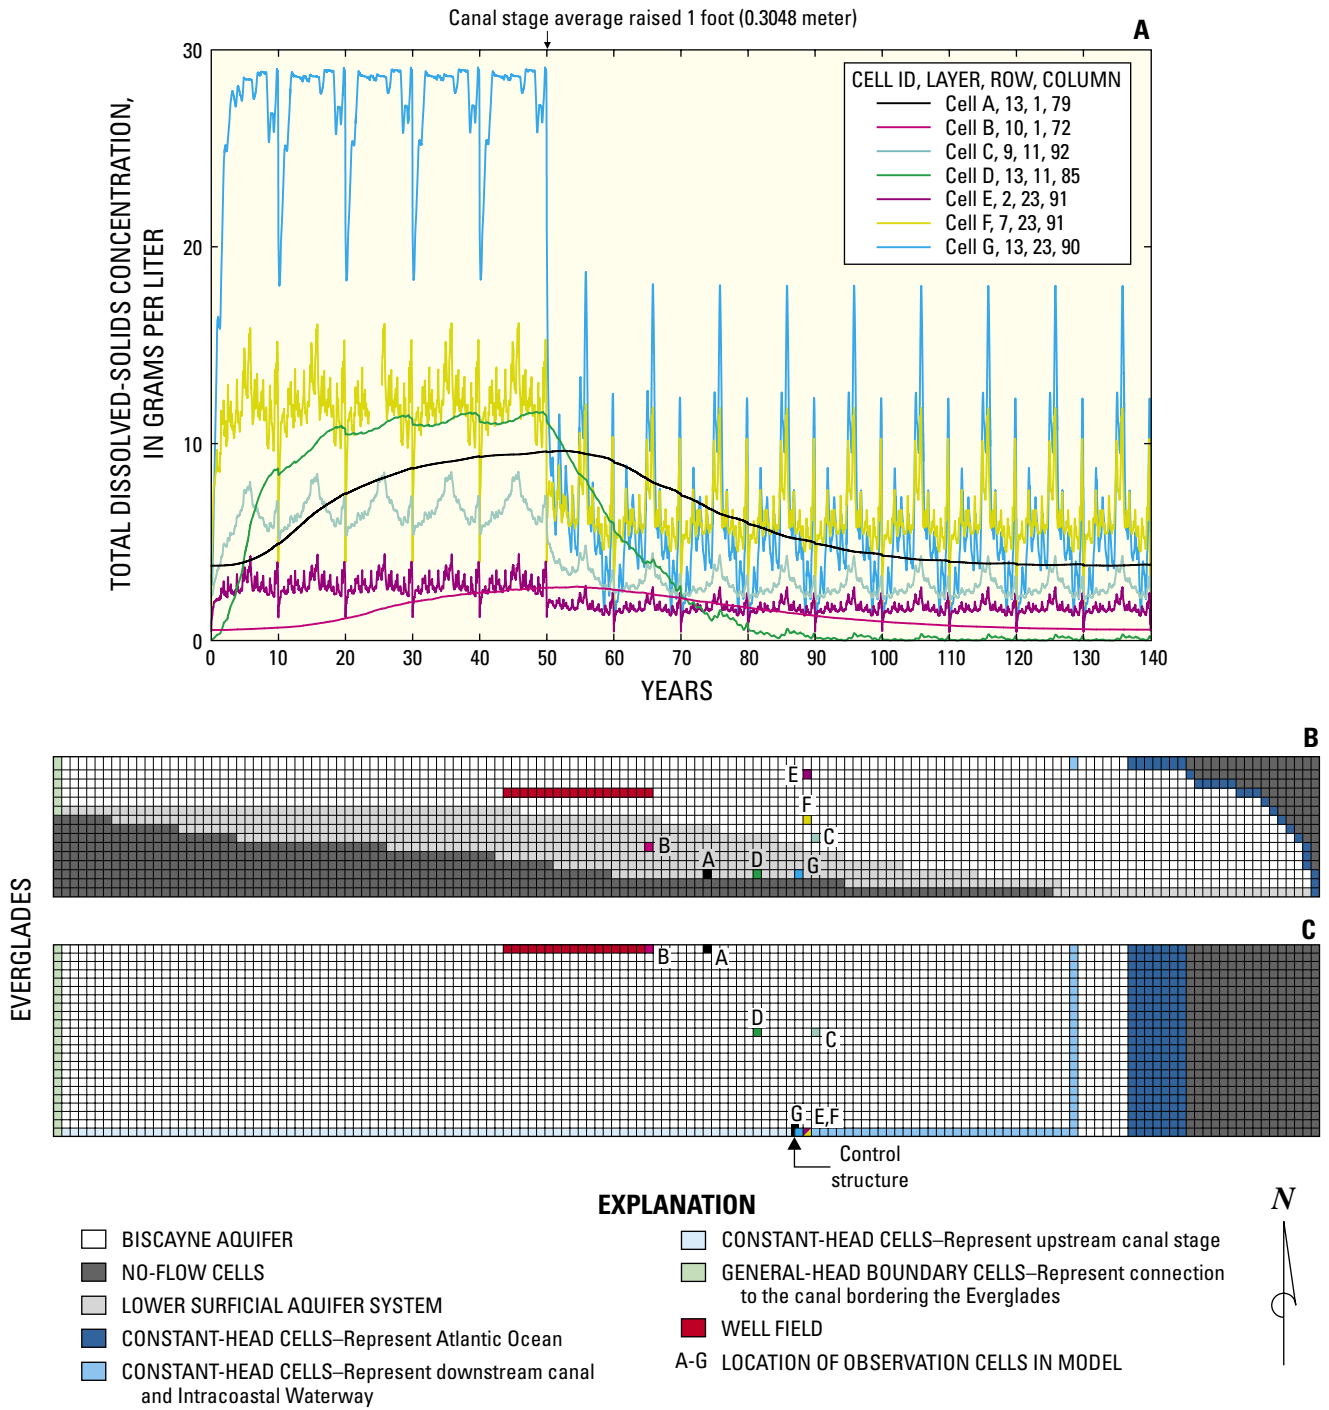 Canal stage average raised 1 foot (0.3048 meter)
A
TOTAL DISSOLVED-SOLIDS CONCENTRATION,
IN GRAMS PER LITER
30
20
10
0
CELL ID, LAYER, ROW, COLUMN
Cell A, 13, 1, 79
Cell B, 10, 1, 72
Cell C, 9, 11, 92
Cell D, 13, 11, 85
Cell E, 2, 23, 91
Cell F, 7, 23, 91
Cell G, 13, 23, 90
0 10 20 30 40 50 60 70 80 90 100 110 120 130 140
YEARS
B
E
F
C
B
A
D
G
EVERGLADES
C
B
A
D
C
G
E,F
Control
structure
EXPLANATION
BISCAYNE AQUIFER
NO-FLOW CELLS
LOWER SURFICIAL AQUIFER SYSTEM
CONSTANT-HEAD CELLS–Represent Atlantic Ocean
CONSTANT-HEAD CELLS–Represent downstream canal
and Intracoastal Waterway
CONSTANT-HEAD CELLS–Represent upstream canal stage
GENERAL-HEAD BOUNDARY CELLS–Represent connection
to the canal bordering the Everglades
WELL FIELD
A-G LOCATION OF OBSERVATION CELLS IN MODEL
N